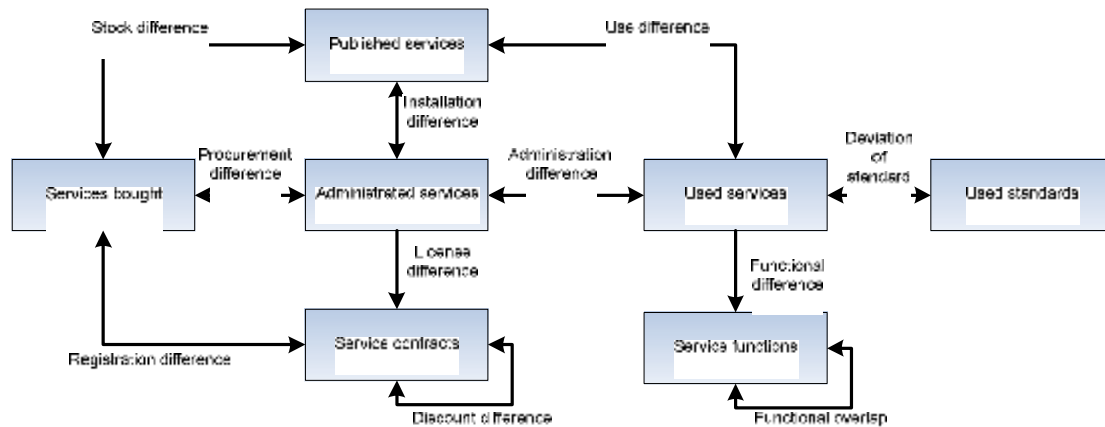 Stock difference
Published services
Use difference
Installation
difference
Procurement
difference
Administration
difference
Deviation
of
standard
Services bought
Administrated services
Used services
Used standards
License
difference
Functional
difference
Service contracts
Service functions
Registration difference
Discount difference
Functional overlap